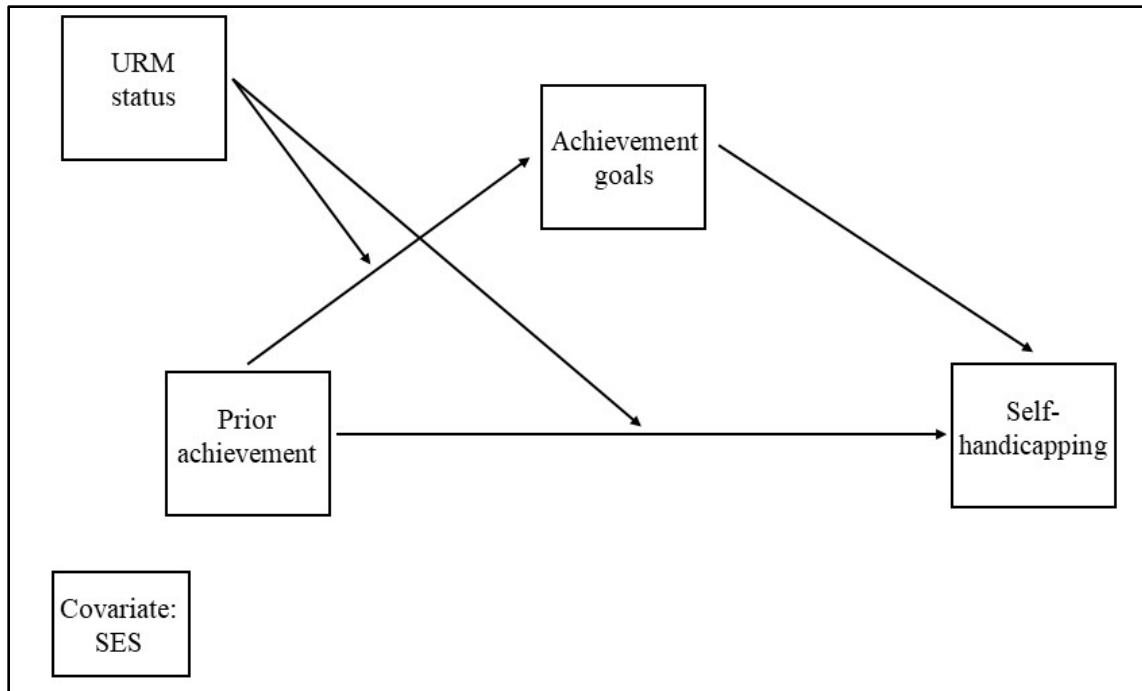 URM
status
Achievement
goals
Prior
achievement
Self-
handicapping
Covariate:
SES